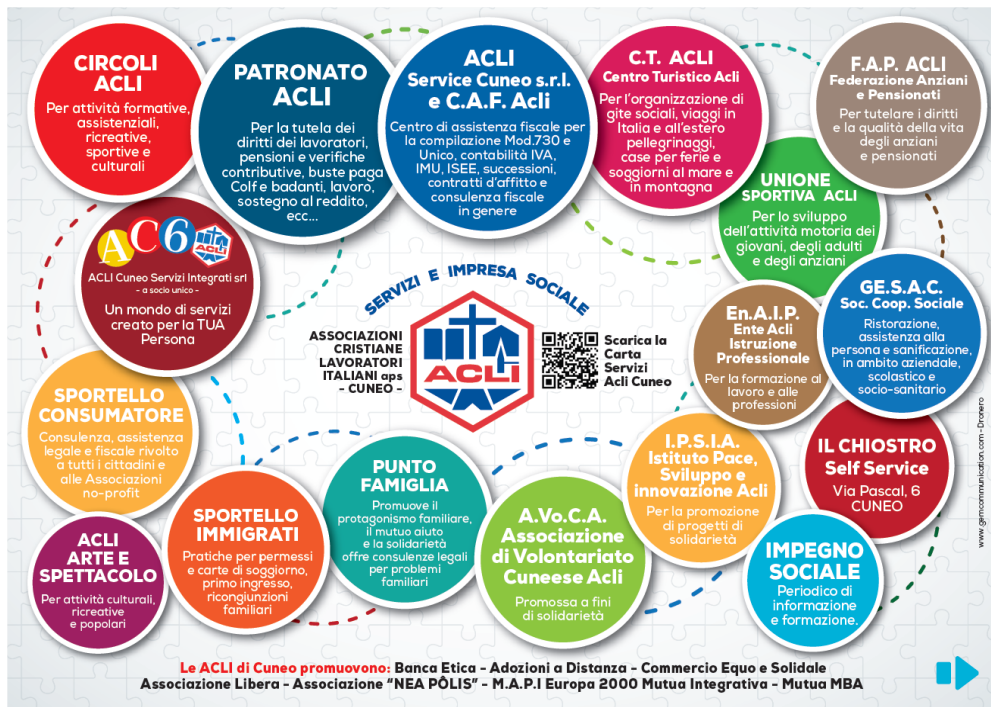 CIRCOLI
ACLI
Per attività formative,
assistenziali,
ricreative,
sportive e
culturali
PATRONATO
ACLI
Per la tutela dei
diritti dei lavoratori,
pensioni e verifiche
contributive, buste paga
Colf e badanti, lavoro,
sostegno al reddito,
ecc...
ACLI
Service Cuneo s.r.l.
e C.A.F. Acli
Centro di assistenza fiscale per
la compilazione Mod.730 e
Unico, contabilità IVA,
IMU, ISEE, successioni,
contratti d'affitto e
consulenza fiscale
in genere
C.T. ACLI
Centro Turistico Acli
Per l'organizzazione di
gite sociali, viaggi in
Italia e all'estero
pellegrinaggi,
case per ferie e
soggiorni al mare e
in montagna
F.A.P. ACLI
Federazione Anziani
e Pensionati
Per tutelare i diritti
e la qualità della vita
degli anziani
e pensionati
UNIONE
SPORTIVA ACLI
Per lo sviluppo
dell'attività motoria dei
giovani, degli adulti
e degli anziani
AC6 ACLI
ACLI Cuneo Servizi Integrati srl
- a socio unico -
Un mondo di servizi
creato per la TUA
Persona
SERVIZI E IMPRESA SOCIALE
ASSOCIAZIONI
CRISTIANE
LAVORATORI
ITALIANI aps
- CUNEO -
ACLI
Scarica la
Carta
Servizi
Acli Cuneo
En.A.I.P.
Ente Acli
Istruzione
Professionale
Per la formazione al
lavoro e alle
professioni
GE.S.A.C.
Soc. Coop. Sociale
Ristorazione,
assistenza alla
persona e sanificazione,
in ambito aziendale,
scolastico e
socio-sanitario
SPORTELLO
CONSUMATORE
Consulenza, assistenza
legale e fiscale rivolto
a tutti i cittadini e
alle Associazioni
no-profit
SPORTELLO
IMMIGRATI
Pratiche per permessi
e carte di soggiorno,
primo ingresso,
ricongiunzioni
familiari
PUNTO
FAMIGLIA
Promuove il
protagonismo familiare,
il mutuo aiuto
e la solidarietà
offre consulenze legali
per problemi
familiari
A.Vo.C.A.
Associazione
di Volontariato
Cuneese Acli
Promossa a fini
di solidarietà
I.P.S.I.A.
Istituto Pace,
Sviluppo e
innovazione Acli
Per la promozione
di progetti di
solidarietà
IL CHIOSTRO
Self Service
Via Pascal, 6
CUNEO
ACLI
ARTE E
SPETTACOLO
Per attività culturali,
ricreative
e popolari
IMPEGNO
SOCIALE
Periodico di
informazione
e formazione.
www.gemcommunication.com - Dronero
Le ACLI di Cuneo promuovono: Banca Etica - Adozioni a Distanza - Commercio Equo e Solidale
Associazione Libera - Associazione "NEA PÔLIS" - M.A.P.I Europa 2000 Mutua Integrativa - Mutua MBA